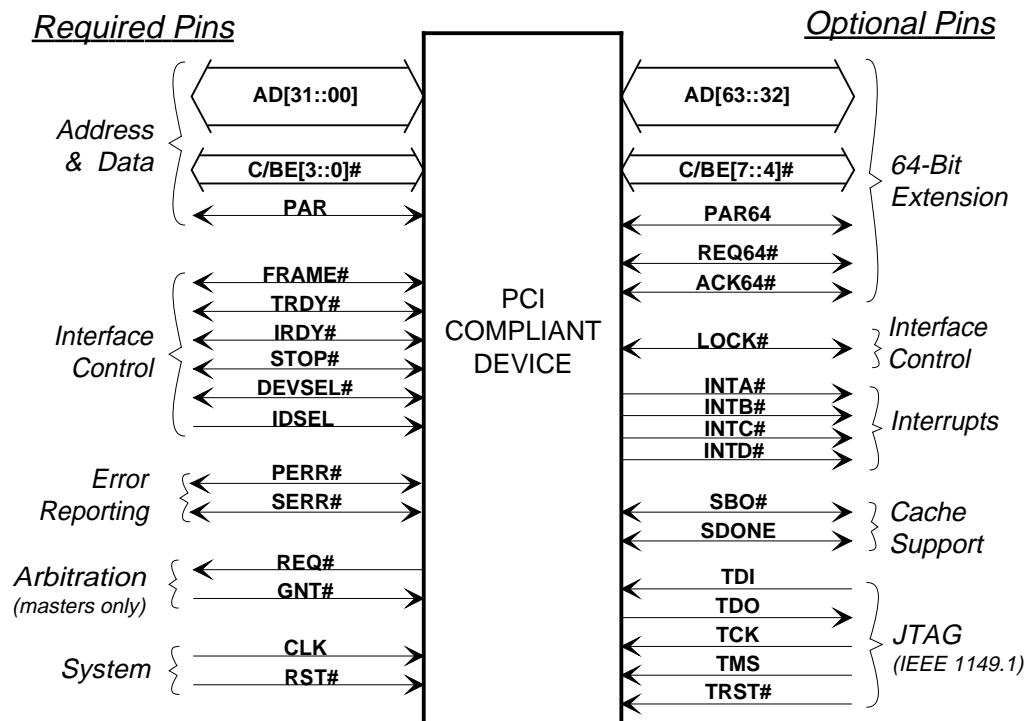 Required Pins
Address
& Data
AD[31::00]
C/BE[3::0]#
PAR
Interface
Control
FRAME#
TRDY#
IRDY#
STOP#
DEVSEL#
IDSEL
Error
Reporting
PERR#
SERR#
Arbitration
(masters only)
REQ#
GNT#
System
CLK
RST#
PCI
COMPLIANT
DEVICE
Optional Pins
AD[63::32]
C/BE[7::4]#
PAR64
REQ64#
ACK64#
64-Bit
Extension
LOCK#
Interface
Control
INTA#
INTB#
INTC#
INTD#
Interrupts
SBO#
SDONE
Cache
Support
TDI
TDO
TCK
TMS
TRST#
JTAG
(IEEE 1149.1)